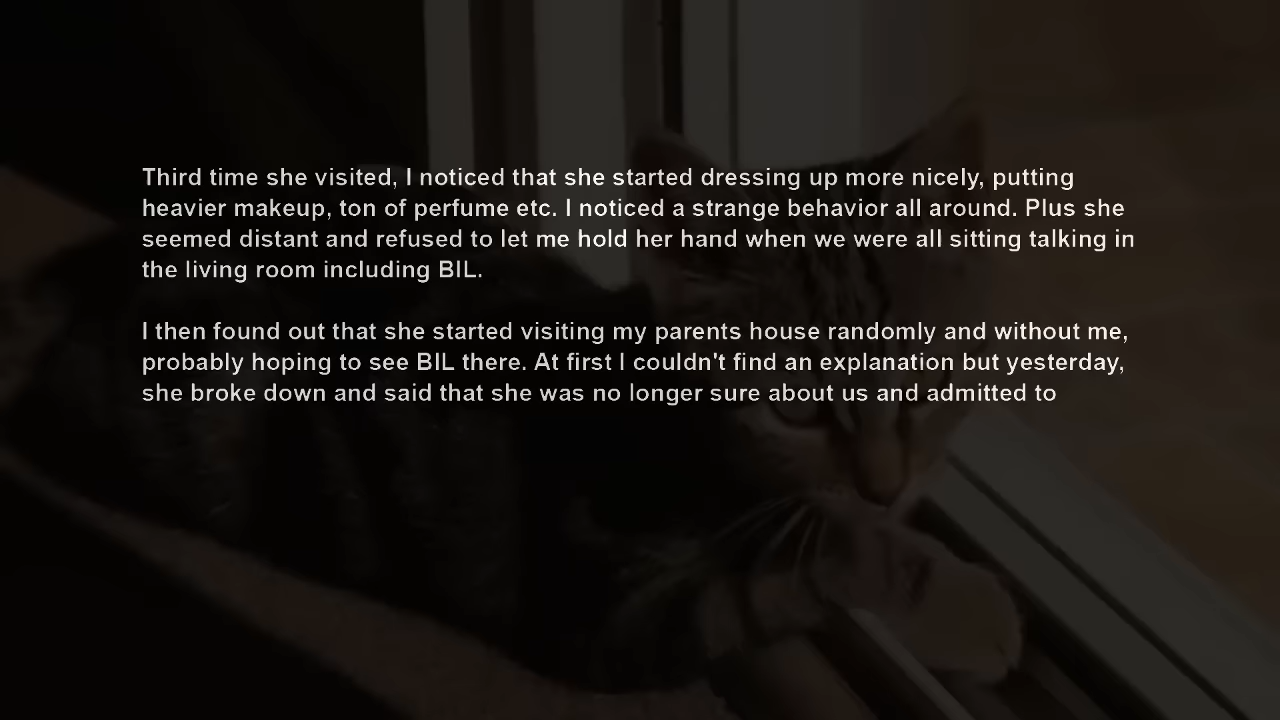 Third time she visited, I noticed that she started dressing up more nicely, putting
heavier makeup, ton of perfume etc. I noticed a strange behavior all around. Plus she
seemed distant and refused to let me hold her hand when we were all sitting talking in
the living room including BIL.
I then found out that she started visiting my parents house randomly and without me,
probably hoping to see BIL there. At first I couldn't find an explanation but yesterday,
she broke down and said that she was no longer sure about us and admitted to